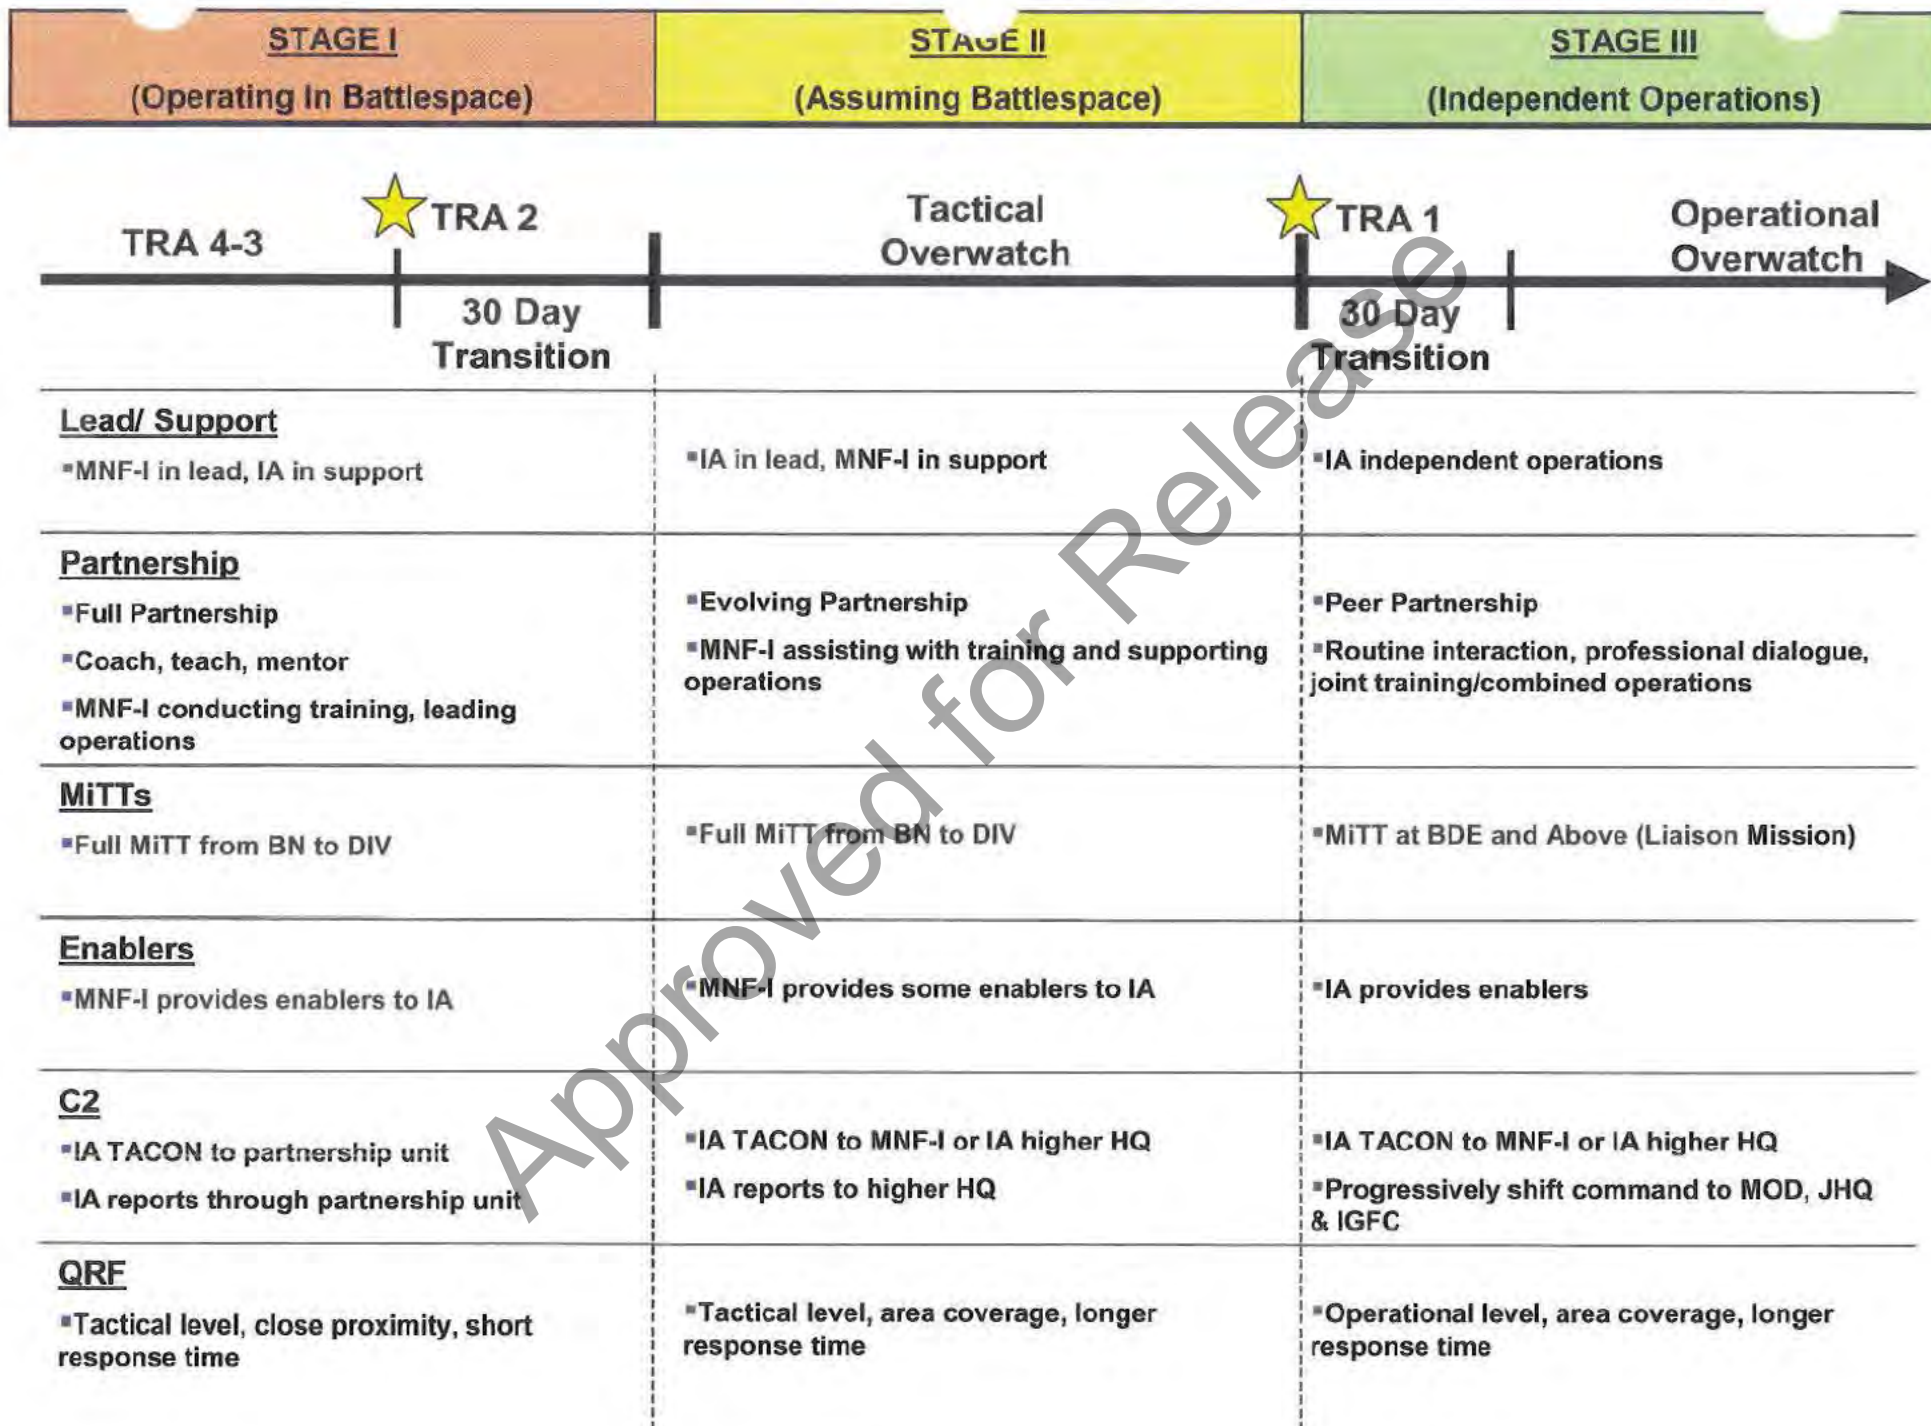 STAGE I
(Operating In Battlespace)
STAGE II
(Assuming Battlespace)
STAGE III
(Independent Operations)
TRA 4-3
TRA 2
Tactical
Overwatch
TRA 1
Operational
Overwatch
30 Day
Transition
30 Day
Transition
Lead/ Support
▪MNF-I in lead, IA in support
▪IA in lead, MNF-I in support
▪IA independent operations
Partnership
▪Full Partnership
▪Coach, teach, mentor
▪MNF-I conducting training, leading
operations
▪Evolving Partnership
▪MNF-I assisting with training and supporting
operations
▪Peer Partnership
▪Routine interaction, professional dialogue,
joint training/combined operations
MiTTs
▪Full MiTT from BN to DIV
▪Full MiTT from BN to DIV
▪MiTT at BDE and Above (Liaison Mission)
Enablers
▪MNF-I provides enablers to IA
▪MNF-I provides some enablers to IA
▪IA provides enablers
C2
▪IA TACON to partnership unit
▪IA reports through partnership unit
▪IA TACON to MNF-I or IA higher HQ
▪IA reports to higher HQ
▪IA TACON to MNF-I or IA higher HQ
▪Progressively shift command to MOD, JHQ
& IGFC
QRF
▪Tactical level, close proximity, short
response time
▪Tactical level, area coverage, longer
response time
▪Operational level, area coverage, longer
response time
Approved for Release